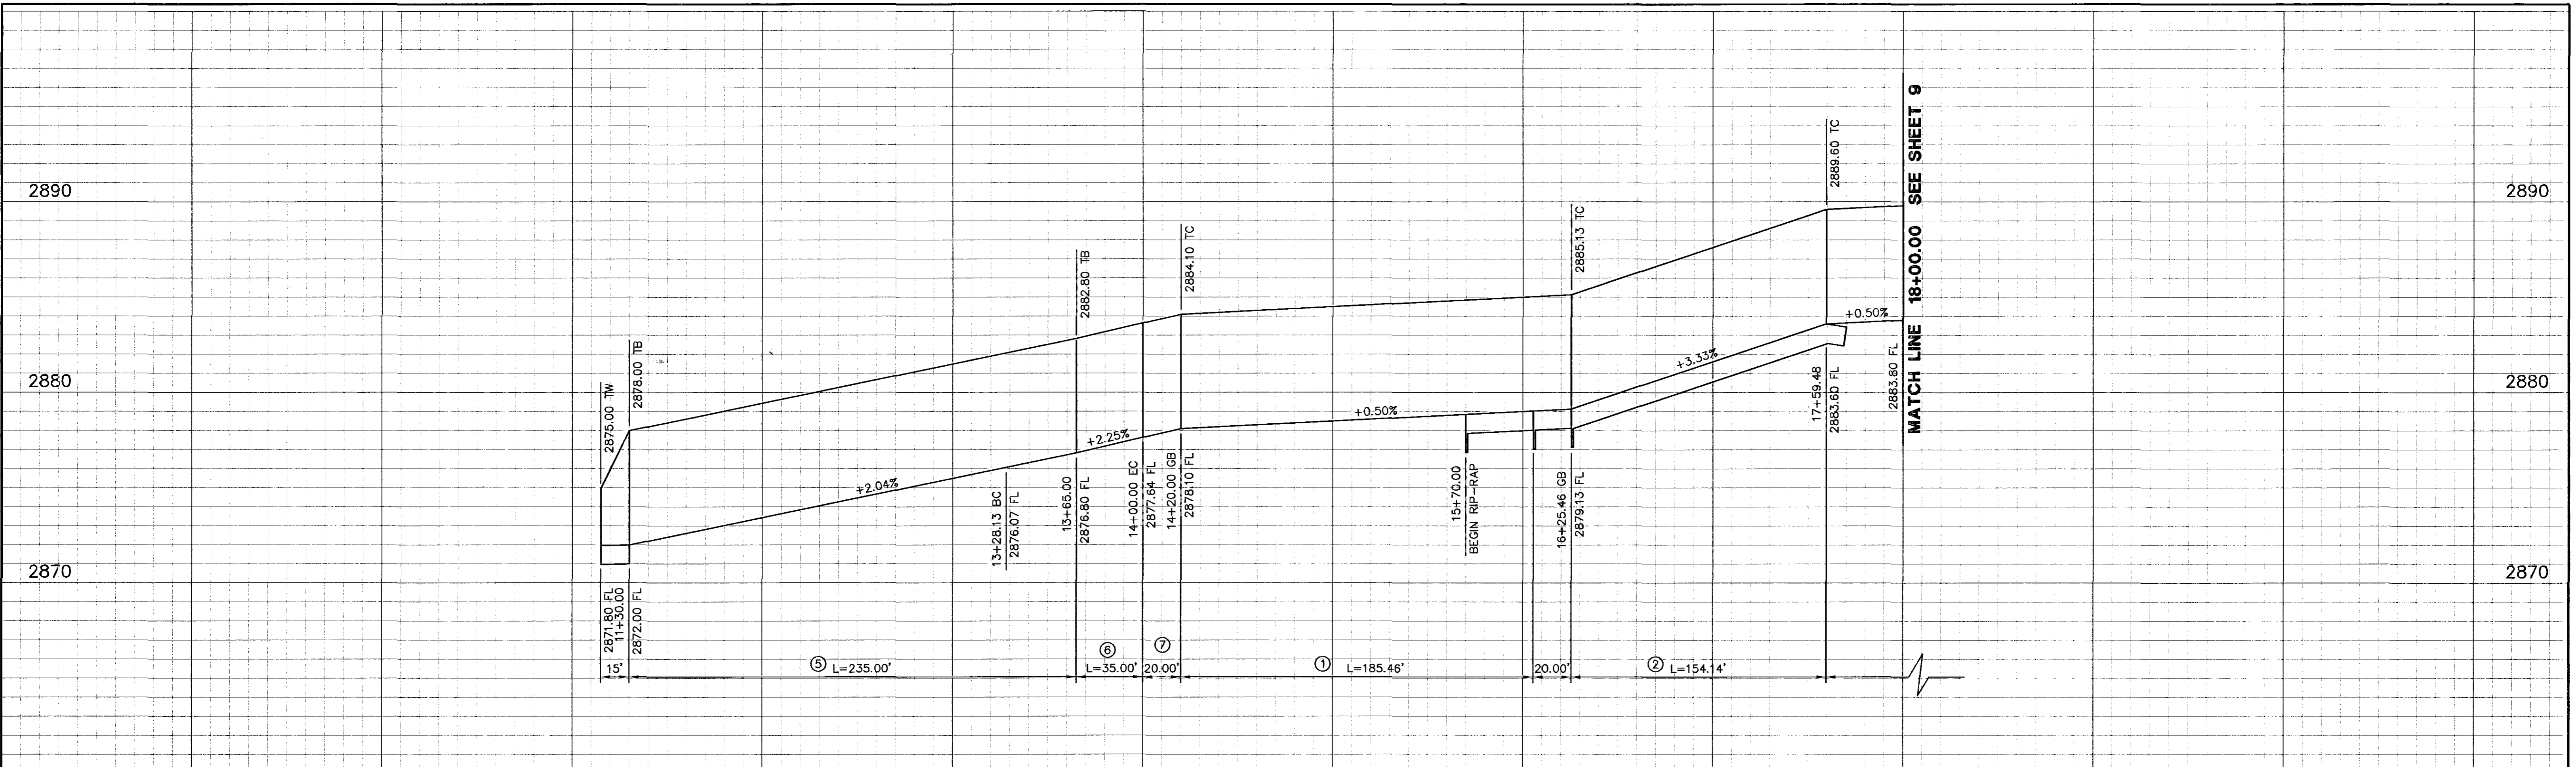 2890
2880
2870
2875.00 TW
2878.00 TB
2882.80 TB
2884.10 TC
2885.13 TC
2889.60 TC
MATCH LINE 18+00.00 SEE SHEET 9
2890
2880
2870
+2.04%
+2.25%
+0.50%
+3.33%
+0.50%
2871.80 FL
11+30.00
2872.00 FL
13+28.13 BC
2876.07 FL
13+65.00
2876.80 FL
14+00.00 EC
2877.64 FL
14+20.00 GB
2878.10 FL
15+70.00
BEGIN RIP-RAP
16+25.46 GB
2879.13 FL
17+59.48
2883.60 FL
2883.80 FL
15'
5 L=235.00'
6
L=35.00'
7
20.00'
1 L=185.46'
20.00'
2 L=154.14'